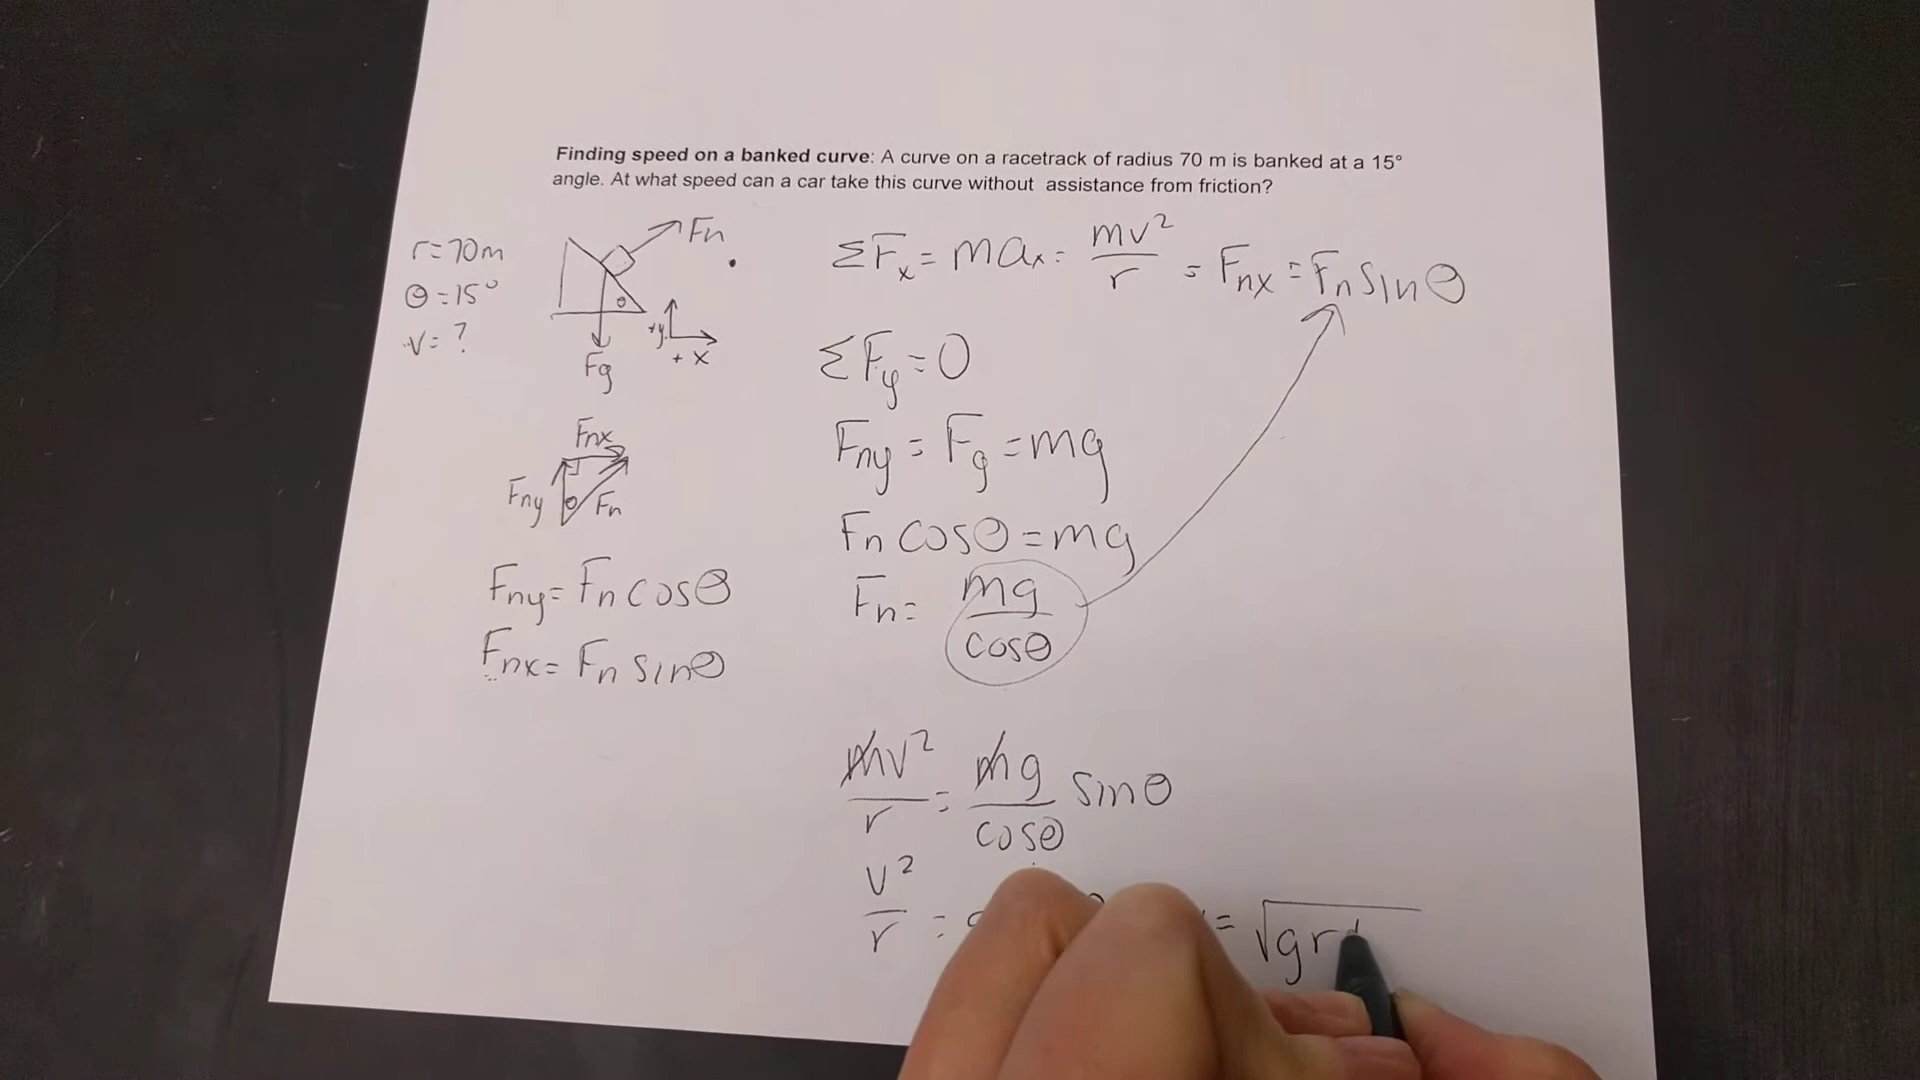 Finding speed on a banked curve: A curve on a racetrack of radius 70 m is banked at a 15°
angle. At what speed can a car take this curve without assistance from friction?
r=70m
θ=15°
v=?
Fn
θ
Fg
+y
+x
Fnx
Fny
θ
Fn
Fny=Fn cosθ
Fnx=Fn sinθ
ΣFx=max=mv²/r=Fnx=Fn sinθ
ΣFy=0
Fny=Fg=mg
Fn cosθ=mg
Fn=mg/cosθ
mv²/r=mg/cosθ sinθ
v²/r=
=√gr